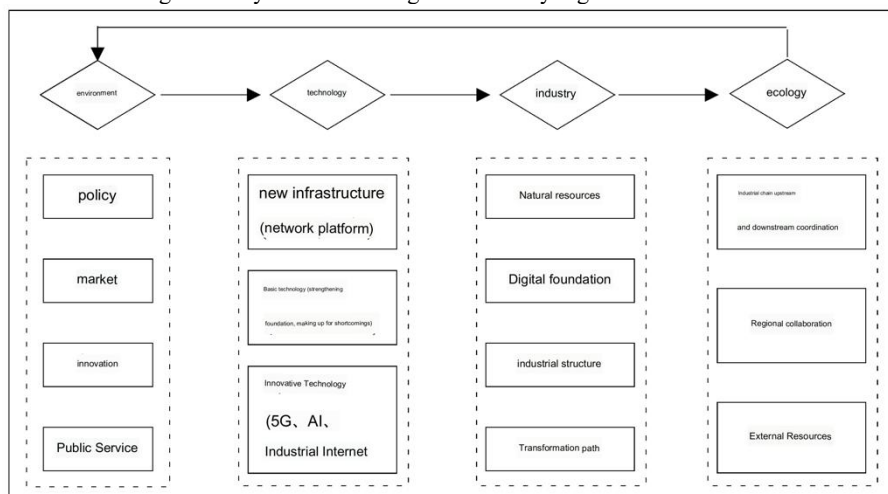 environment
technology
industry
ecology
policy
market
innovation
Public Service
new infrastructure
(network platform)
Basic technology (strengthening
foundation, making up for shortcomings)
Innovative Technology
(5G、AI、
Industrial Internet
Natural resources
Digital foundation
industrial structure
Transformation path
Industrial chain upstream
and downstream coordination
Regional collaboration
External Resources